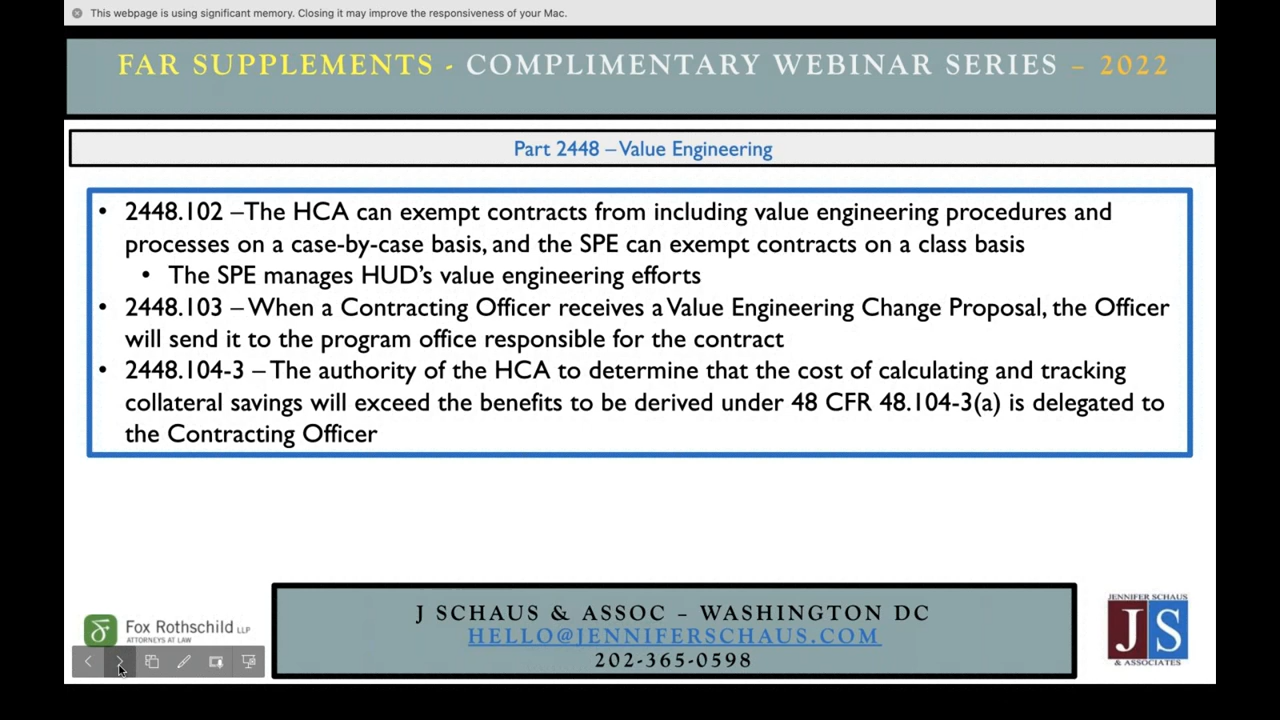 This webpage is using significant memory. Closing it may improve the responsiveness of your Mac.
FAR SUPPLEMENTS - COMPLIMENTARY WEBINAR SERIES – 2022
Part 2448 – Value Engineering
• 2448.102 –The HCA can exempt contracts from including value engineering procedures and
processes on a case-by-case basis, and the SPE can exempt contracts on a class basis
• The SPE manages HUD's value engineering efforts
• 2448.103 – When a Contracting Officer receives a Value Engineering Change Proposal, the Officer
will send it to the program office responsible for the contract
• 2448.104-3 – The authority of the HCA to determine that the cost of calculating and tracking
collateral savings will exceed the benefits to be derived under 48 CFR 48.104-3(a) is delegated to
the Contracting Officer
Fox Rothschild LLP
ATTORNEYS AT LAW
J SCHAUS & ASSOC – WASHINGTON DC
HELLO@JENNIFERSCHAUS.COM
202-365-0598
JENNIFER SCHAUS
JS
& ASSOCIATES